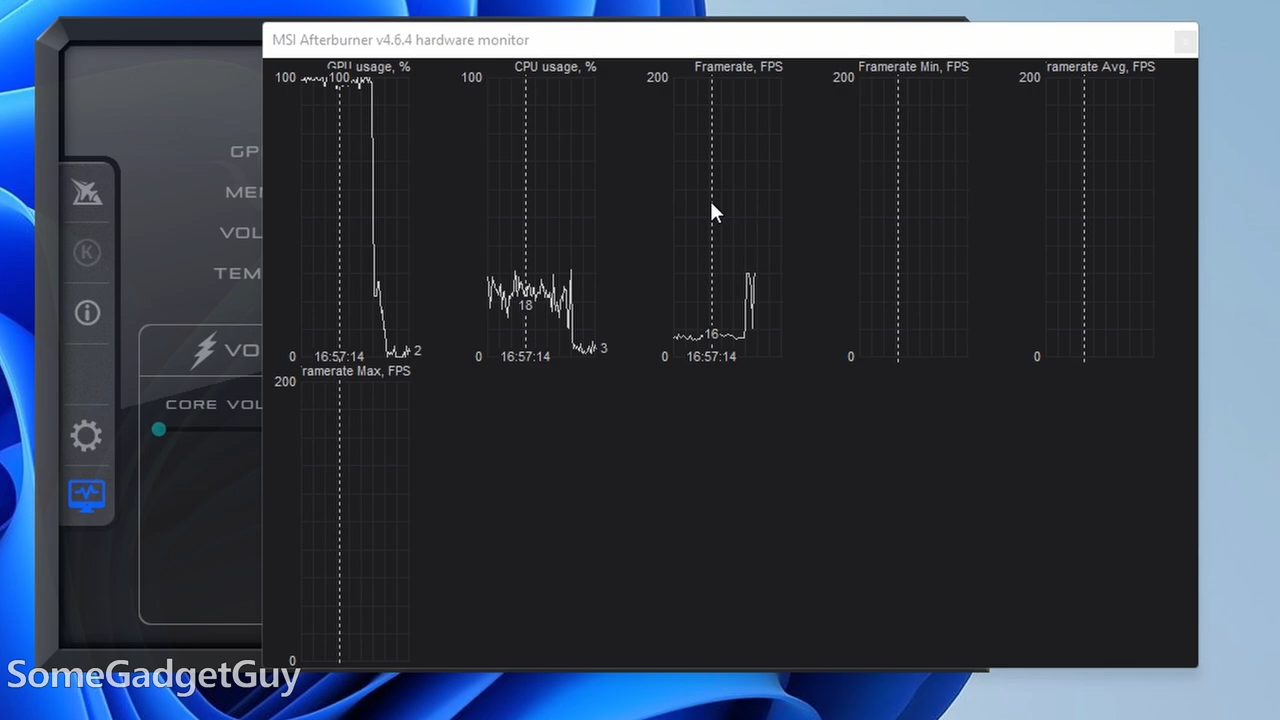 MSI Afterburner v4.6.4 hardware monitor
GPU usage, %
CPU usage, %
Framerate, FPS
Framerate Min, FPS
ramerate Avg, FPS
100
100
100
200
200
200
18
16
2
3
0
16:57:14
0
16:57:14
0
16:57:14
0
0
ramerate Max, FPS
200
0
GP
ME
VOL
TEM
K
VO
CORE VOL
SomeGadgetGuy